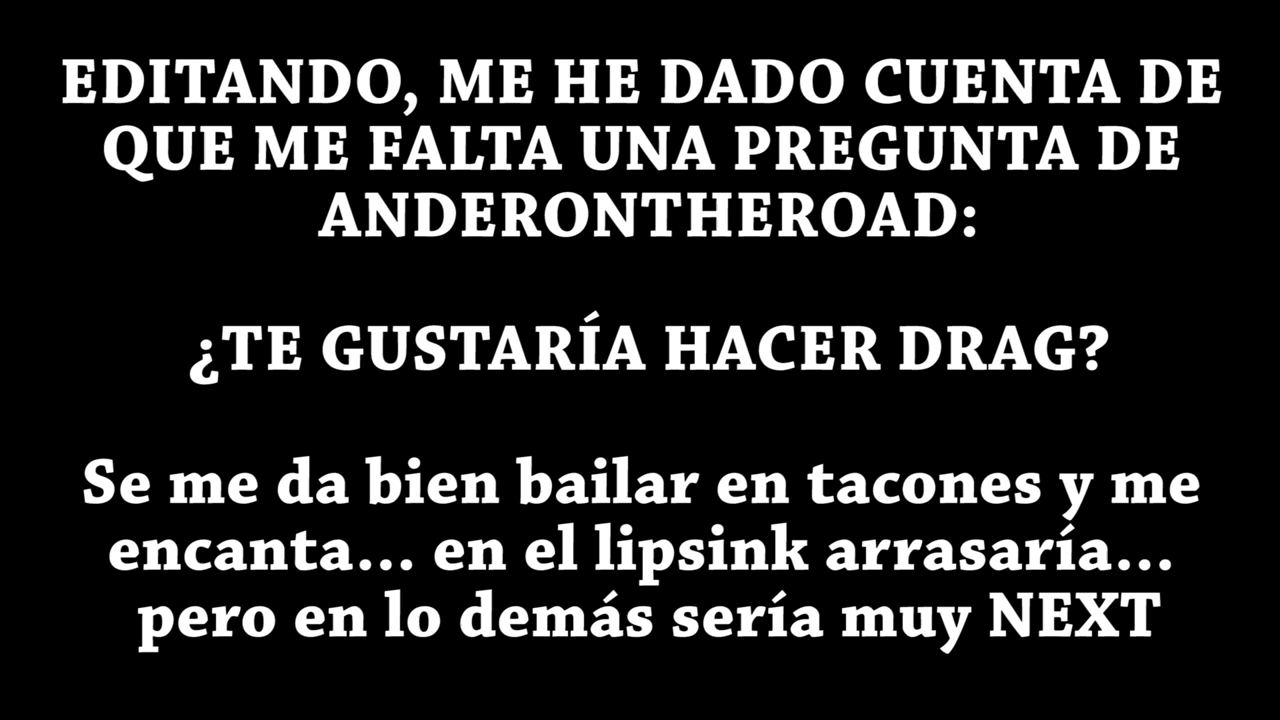 EDITANDO, ME HE DADO CUENTA DE
QUE ME FALTA UNA PREGUNTA DE
ANDERONTHEROAD:
¿TE GUSTARÍA HACER DRAG?
Se me da bien bailar en tacones y me
encanta... en el lipsink arrasaría...
pero en lo demás sería muy NEXT